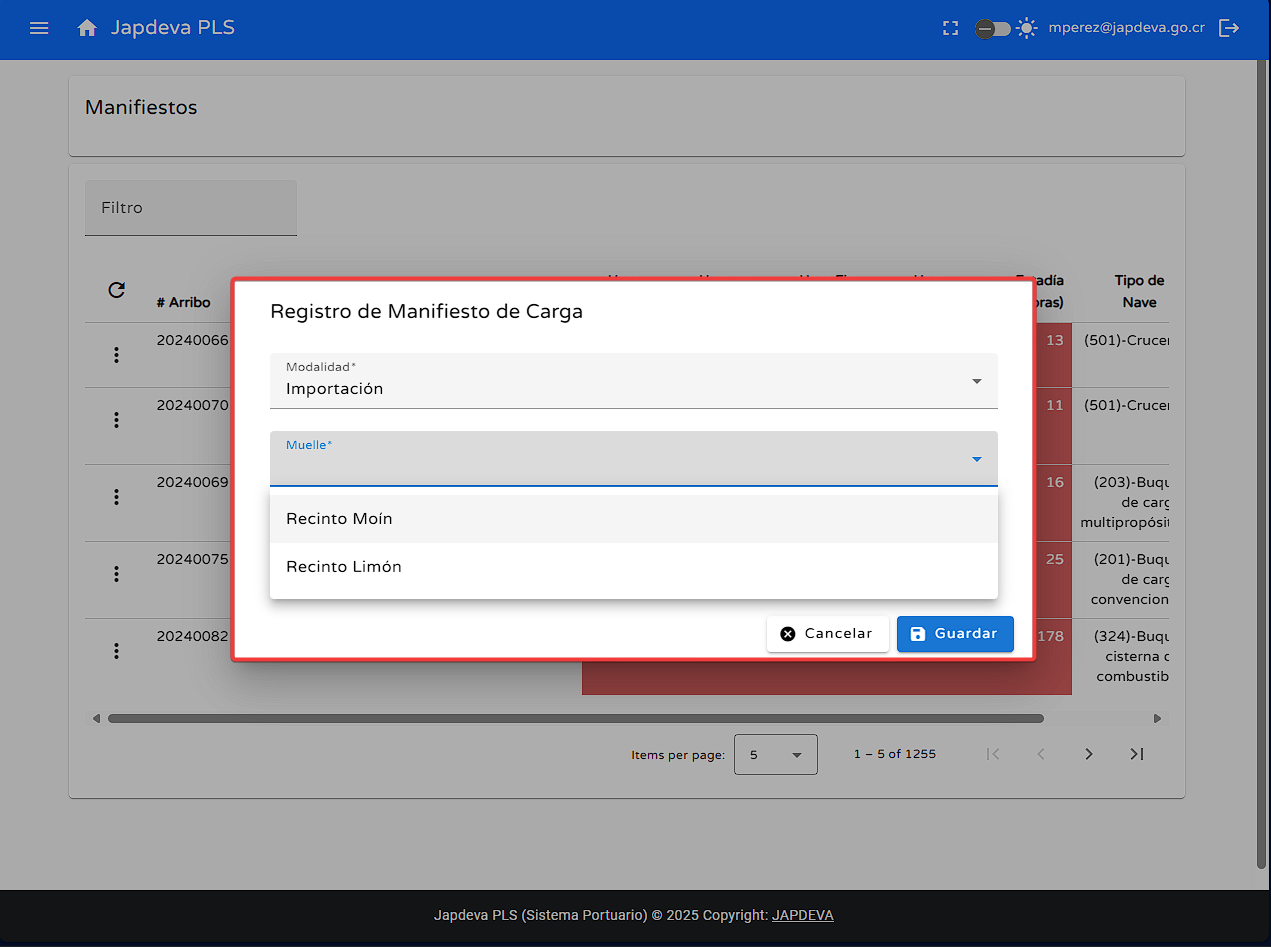 Japdeva PLS
mperez@japdeva.go.cr
Manifiestos
Filtro
# Arribo
Tipo de
Nave
Registro de Manifiesto de Carga
Modalidad*
Importación
Muelle*
Recinto Moín
Recinto Limón
Cancelar
Guardar
20240066
13
(501)-Crucer
20240070
11
(501)-Crucer
20240069
16
(203)-Buqu
de carg
multipropósit
20240075
25
(201)-Buqu
de carg
convencion
20240082
178
(324)-Buqu
cisterna d
combustib
Items per page:
5
1 – 5 of 1255
Japdeva PLS (Sistema Portuario) © 2025 Copyright: JAPDEVA